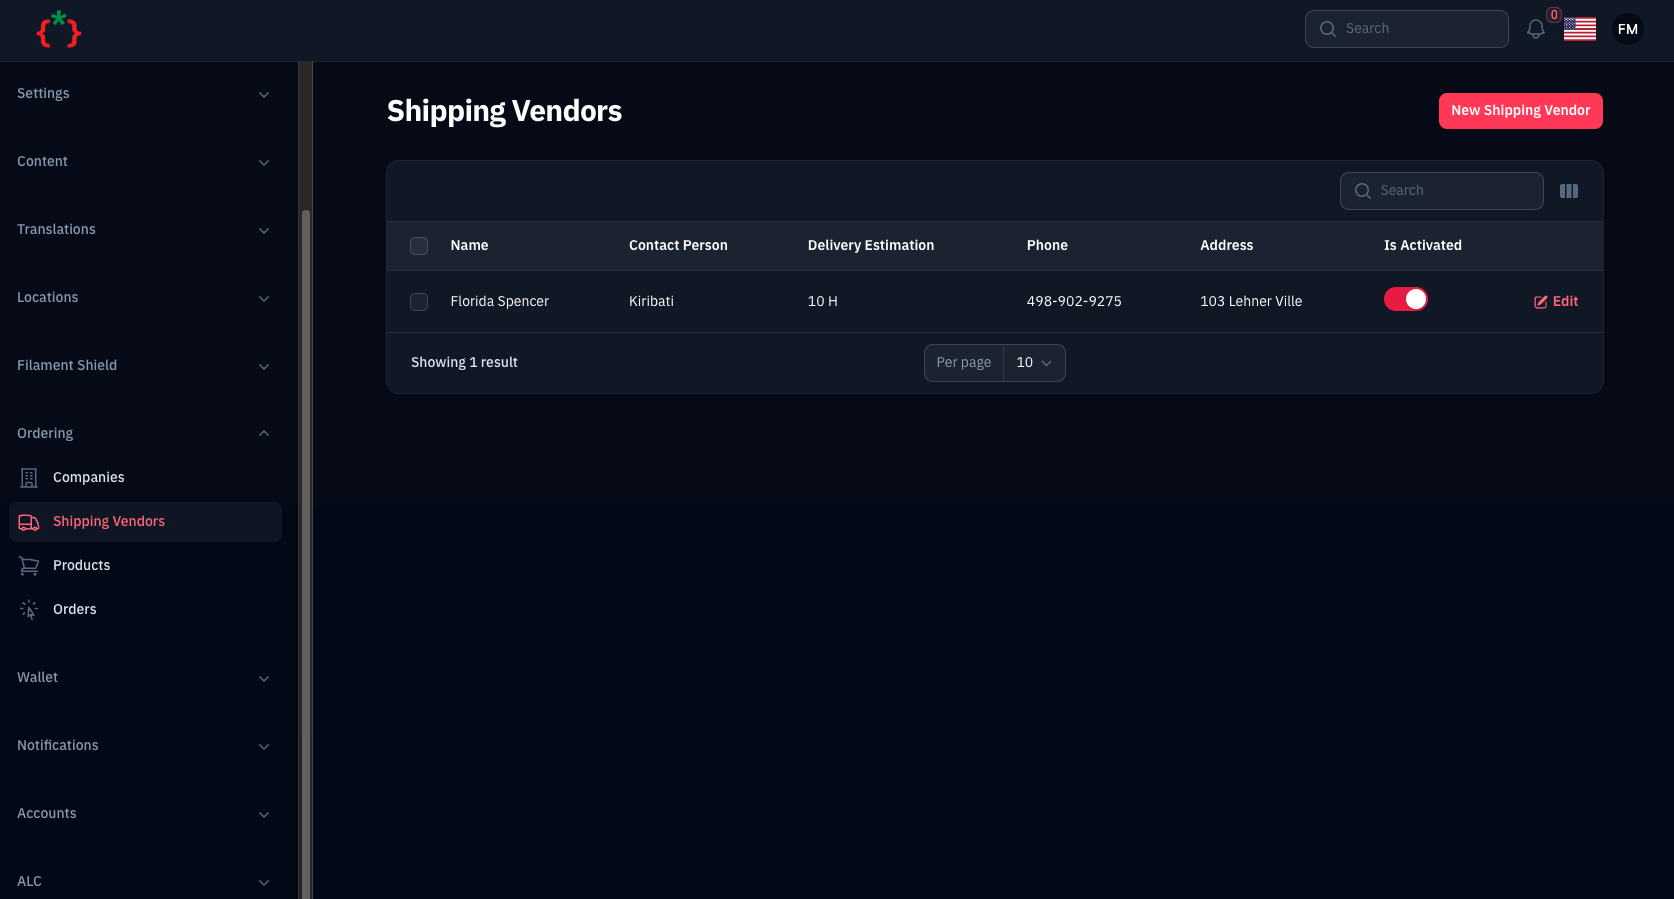 {*}
Search
0
FM
Settings
Content
Translations
Locations
Filament Shield
Ordering
Companies
Shipping Vendors
Products
Orders
Wallet
Notifications
Accounts
ALC
Shipping Vendors
New Shipping Vendor
Search
Name Contact Person Delivery Estimation Phone Address Is Activated
Florida Spencer Kiribati 10 H 498-902-9275 103 Lehner Ville Edit
Showing 1 result
Per page 10